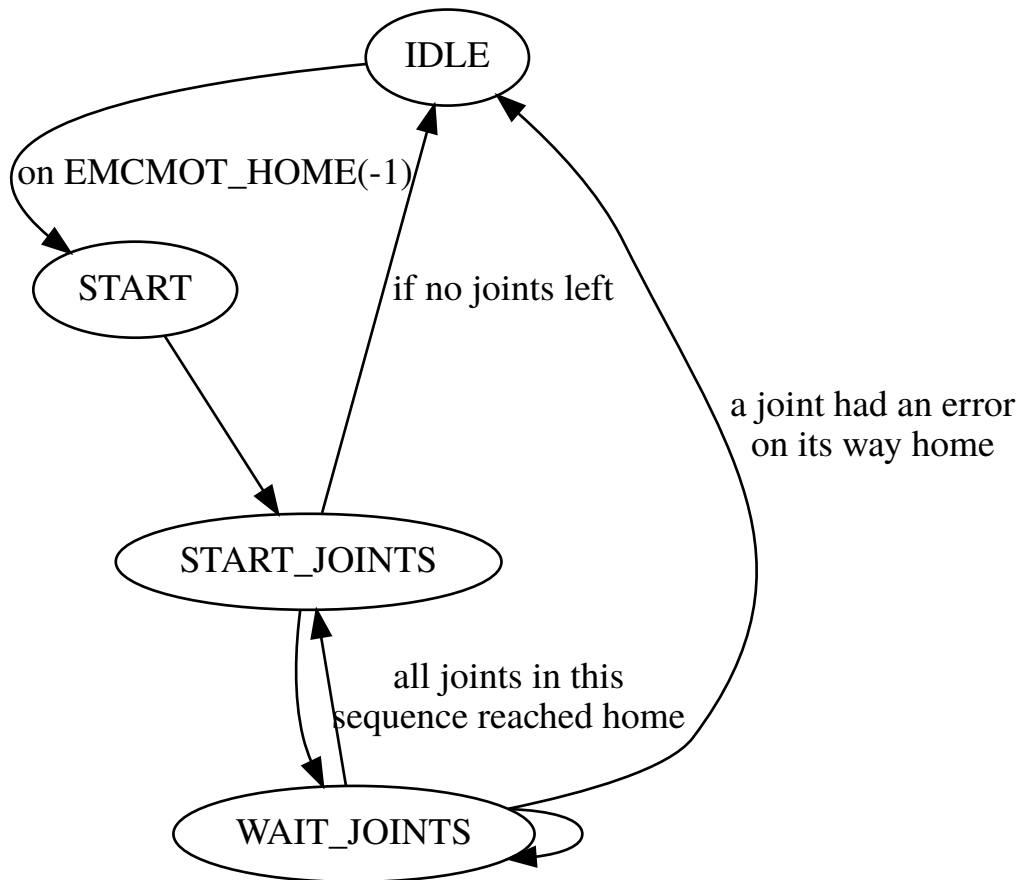 IDLE
on EMCMOT_HOME(-1)
START
if no joints left
a joint had an error
on its way home
START_JOINTS
all joints in this
sequence reached home
WAIT_JOINTS